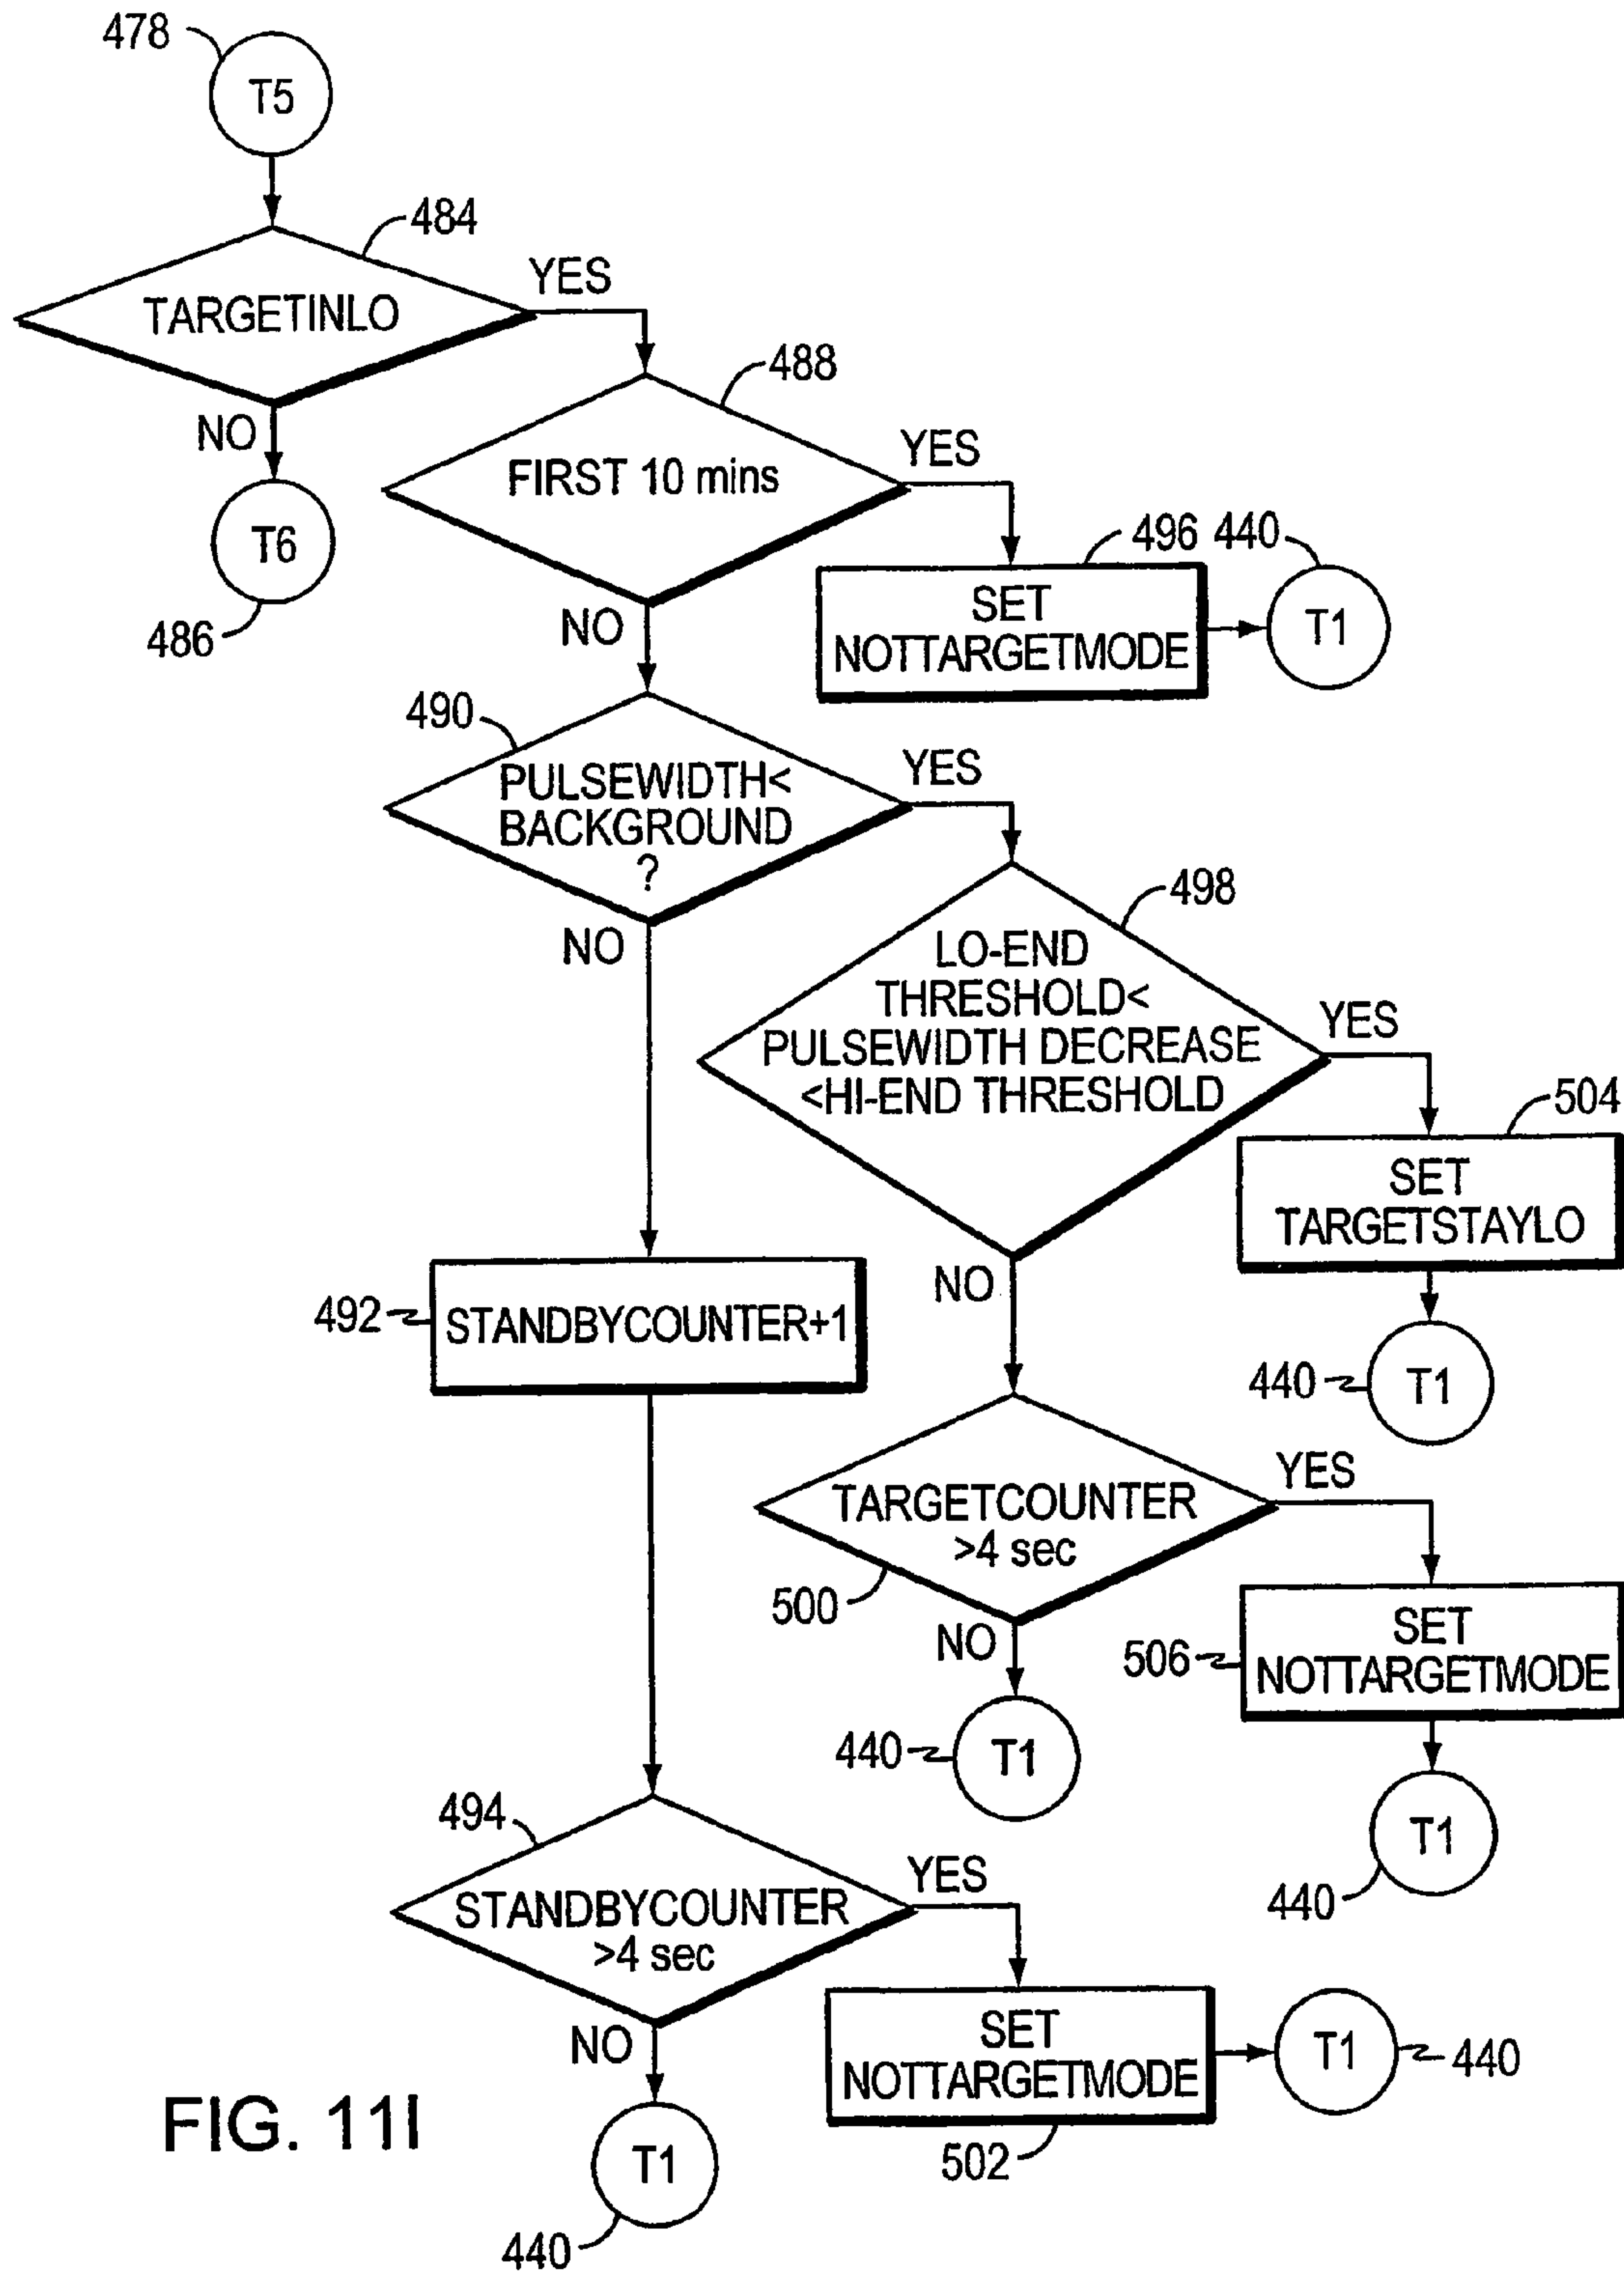 478
T5
484
TARGETINLO
YES
NO
T6
486
488
FIRST 10 mins
YES
NO
496
440
SET
NOTTARGETMODE
T1
490
PULSEWIDTH<
BACKGROUND
?
YES
NO
498
LO-END
THRESHOLD<
PULSEWIDTH DECREASE
<HI-END THRESHOLD
YES
NO
504
SET
TARGETSTAYLO
440
T1
492
STANDBYCOUNTER+1
TARGETCOUNTER
>4 sec
YES
500
NO
440
T1
506
SET
NOTTARGETMODE
T1
440
494
STANDBYCOUNTER
>4 sec
YES
NO
SET
NOTTARGETMODE
502
T1
440
T1
440
FIG. 11I